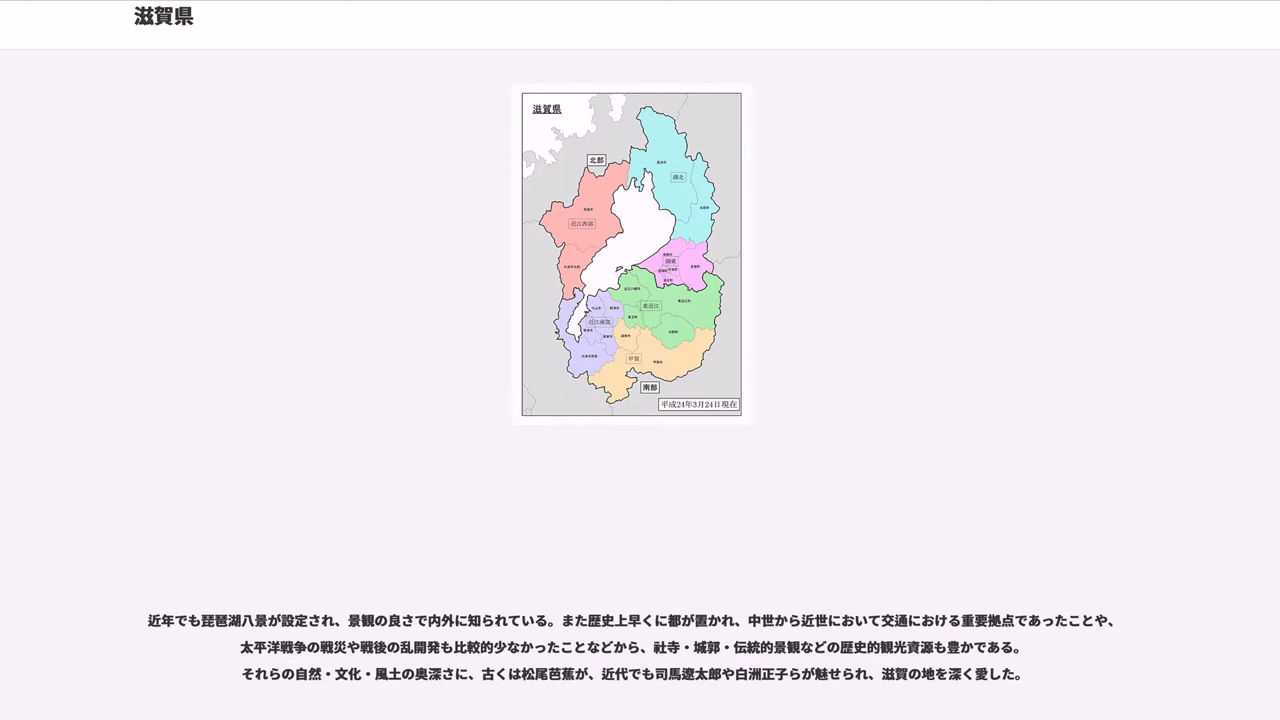 滋賀県
滋賀県
北部
湖北
近江西部
湖東
東近江
近江南部
甲賀
南部
平成24年3月24日現在
近年でも琵琶湖八景が設定され、景観の良さで内外に知られている。また歴史上早くに都が置かれ、中世から近世において交通における重要拠点であったことや、
太平洋戦争の戦災や戦後の乱開発も比較的少なかったことなどから、社寺・城郭・伝統的景観などの歴史的観光資源も豊かである。
それらの自然・文化・風土の奥深さに、古くは松尾芭蕉が、近代でも司馬遼太郎や白洲正子らが魅せられ、滋賀の地を深く愛した。